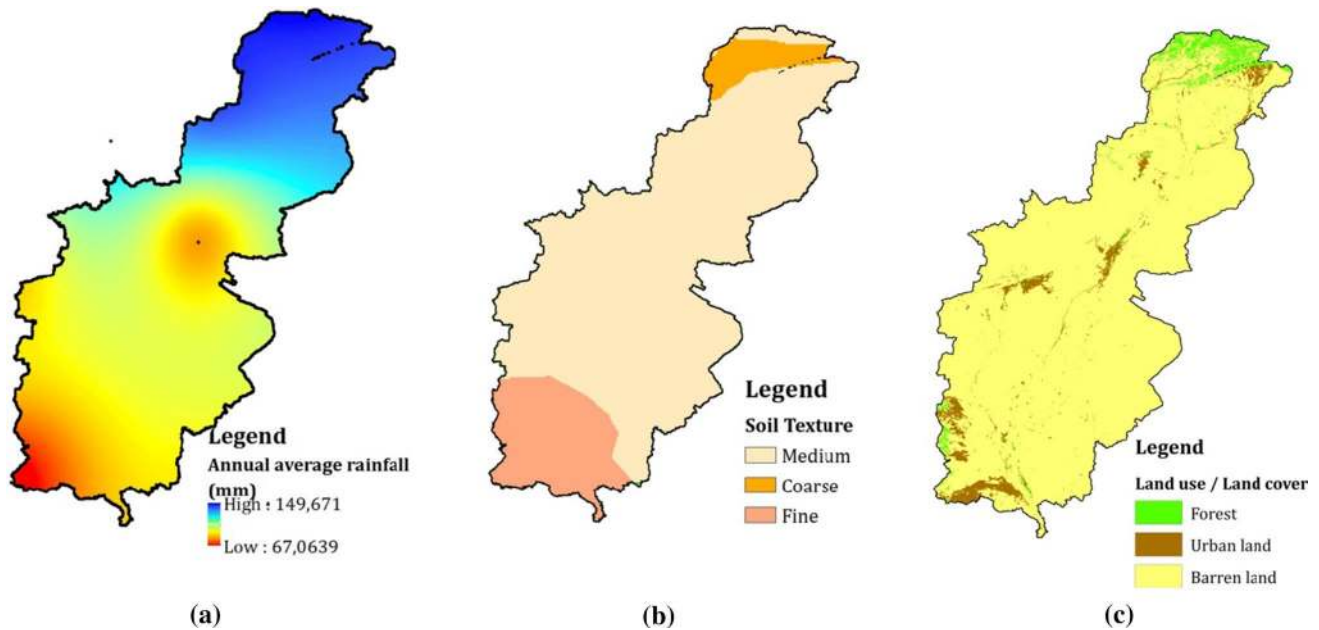 Legend
Annual average rainfall
(mm)
High : 149,671
Low : 67,0639
(a)
Legend
Soil Texture
Medium
Coarse
Fine
(b)
Legend
Land use / Land cover
Forest
Urban land
Barren land
(c)